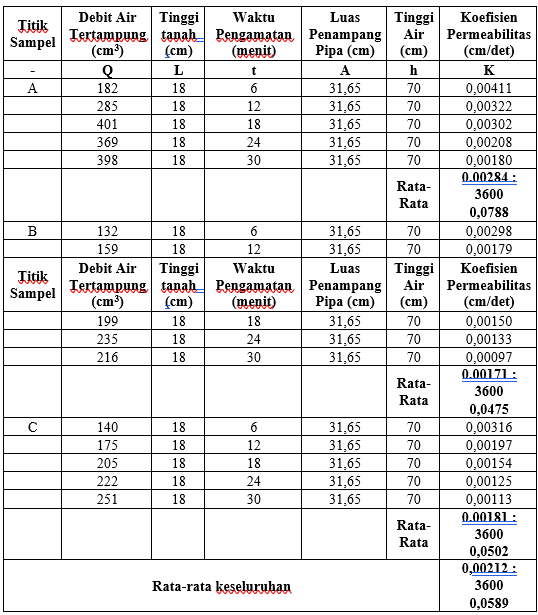 Titik Sampel | Debit Air Tertampung (cm³) | Tinggi tanah (cm) | Waktu Pengamatan (menit) | Luas Penampang Pipa (cm) | Tinggi Air (cm) | Koefisien Permeabilitas (cm/det)
- | Q | L | t | A | h | K
A | 182 | 18 | 6 | 31,65 | 70 | 0,00411
285 | 18 | 12 | 31,65 | 70 | 0,00322
401 | 18 | 18 | 31,65 | 70 | 0,00302
369 | 18 | 24 | 31,65 | 70 | 0,00208
398 | 18 | 30 | 31,65 | 70 | 0,00180
Rata-Rata | 0.00284 : 3600 0,0788
B | 132 | 18 | 6 | 31,65 | 70 | 0,00298
159 | 18 | 12 | 31,65 | 70 | 0,00179
Titik Sampel | Debit Air Tertampung (cm³) | Tinggi tanah (cm) | Waktu Pengamatan (menit) | Luas Penampang Pipa (cm) | Tinggi Air (cm) | Koefisien Permeabilitas (cm/det)
199 | 18 | 18 | 31,65 | 70 | 0,00150
235 | 18 | 24 | 31,65 | 70 | 0,00133
216 | 18 | 30 | 31,65 | 70 | 0,00097
Rata-Rata | 0.00171 : 3600 0,0475
C | 140 | 18 | 6 | 31,65 | 70 | 0,00316
175 | 18 | 12 | 31,65 | 70 | 0,00197
205 | 18 | 18 | 31,65 | 70 | 0,00154
222 | 18 | 24 | 31,65 | 70 | 0,00125
251 | 18 | 30 | 31,65 | 70 | 0,00113
Rata-Rata | 0.00181 : 3600 0,0502
Rata-rata keseluruhan | 0,00212 : 3600 0,0589